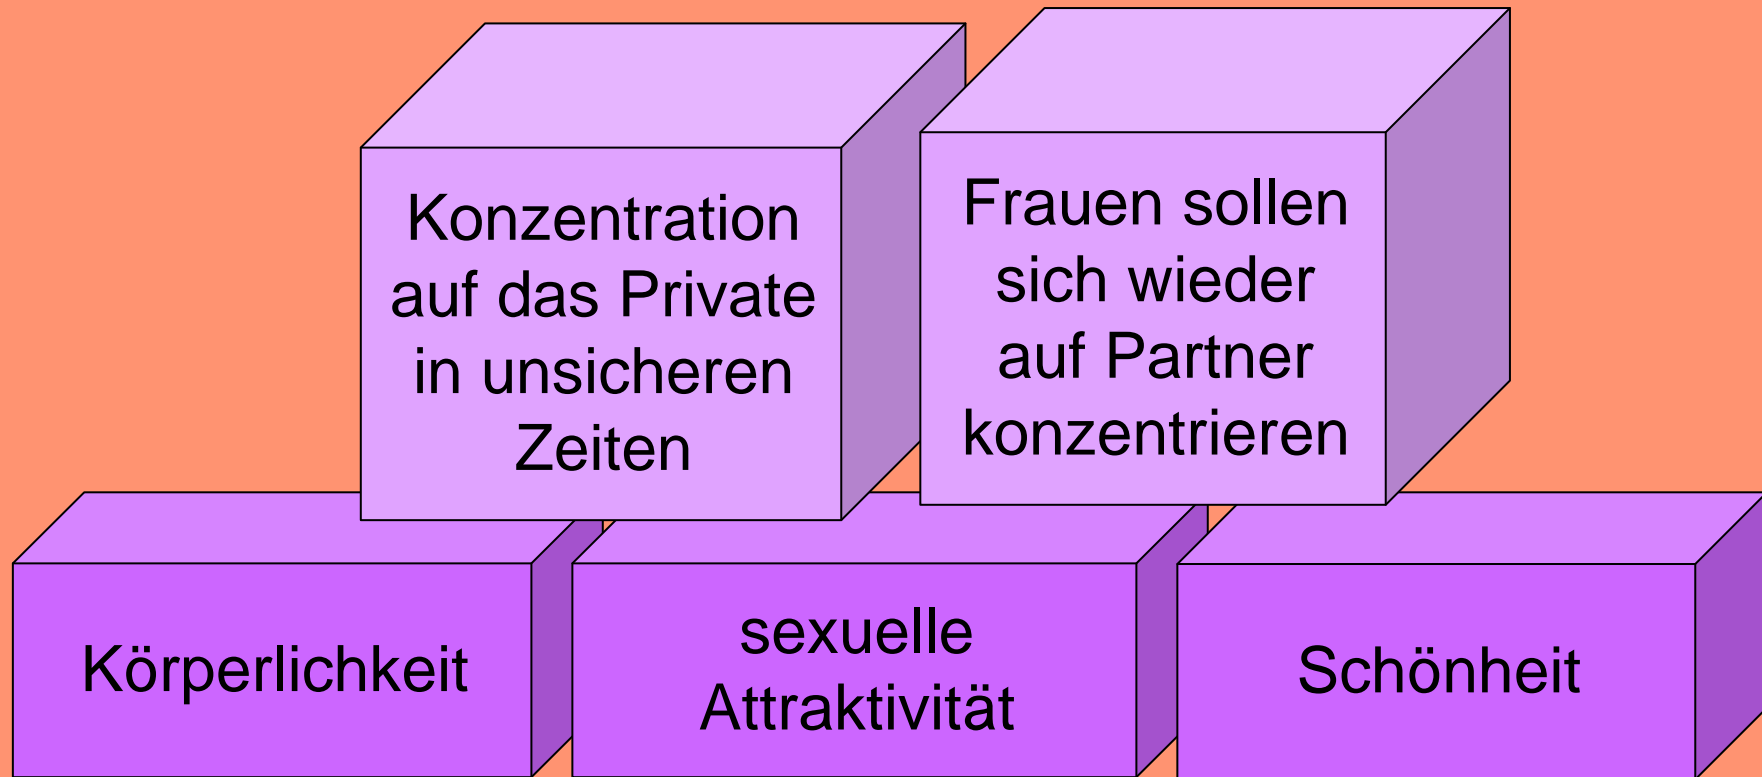 Konzentration
auf das Private
in unsicheren
Zeiten
Frauen sollen
sich wieder
auf Partner
konzentrieren
Körperlichkeit
sexuelle
Attraktivität
Schönheit